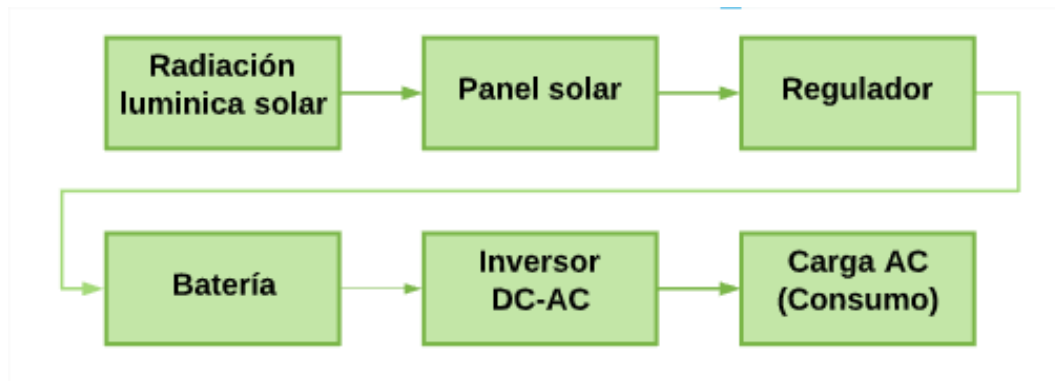 Radiación
luminica solar
Panel solar
Regulador
Batería
Inversor
DC-AC
Carga AC
(Consumo)